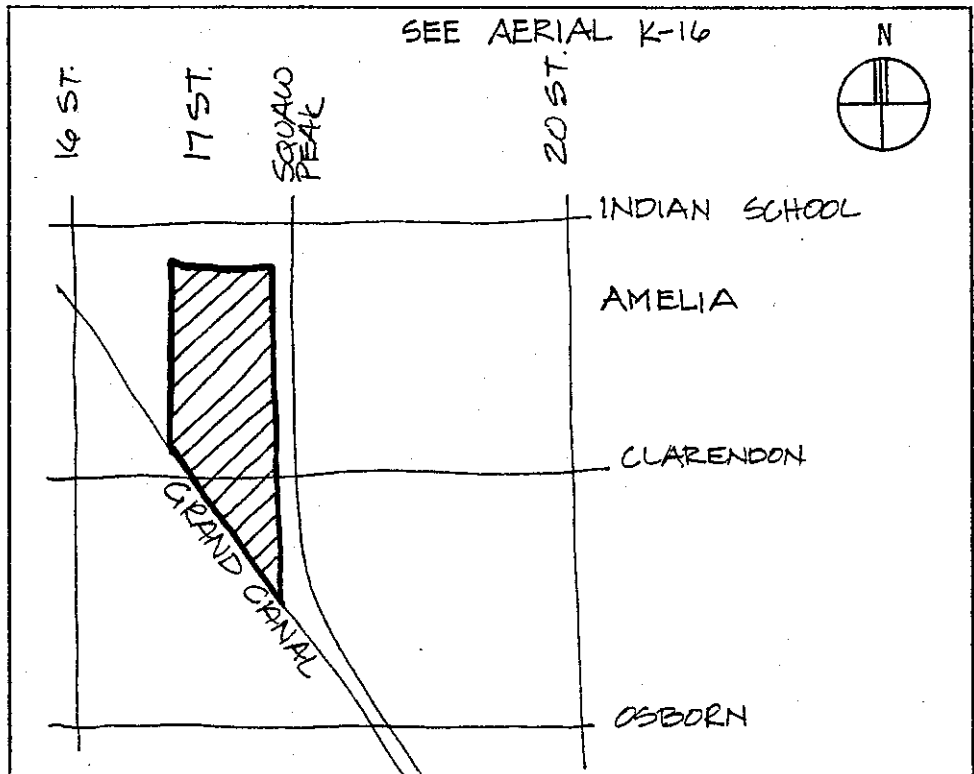 SEE AERIAL K-16
N
16 ST.
17 ST.
SQUAW
PEAK
20 ST.
INDIAN SCHOOL
AMELIA
CLARENDON
GRAND CANAL
OSBORN